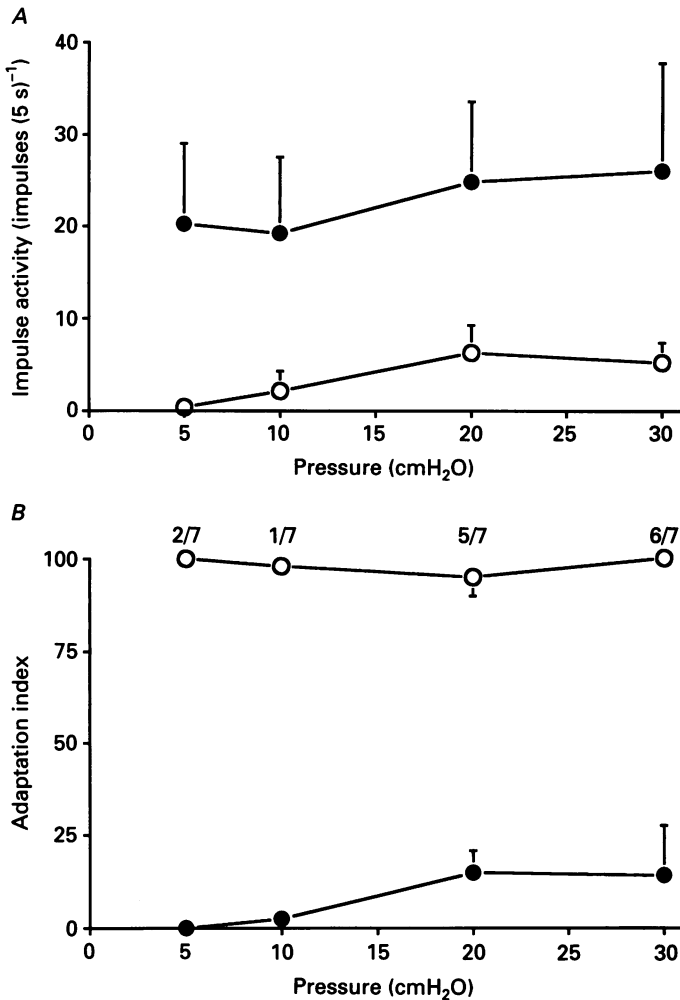 A
Impulse activity (impulses (5 s)⁻¹)
40
30
20
10
0
0 5 10 15 20 25 30
Pressure (cmH₂O)
B
2/7 1/7 5/7 6/7
Adaptation index
100
75
50
25
0
0 5 10 15 20 25 30
Pressure (cmH₂O)